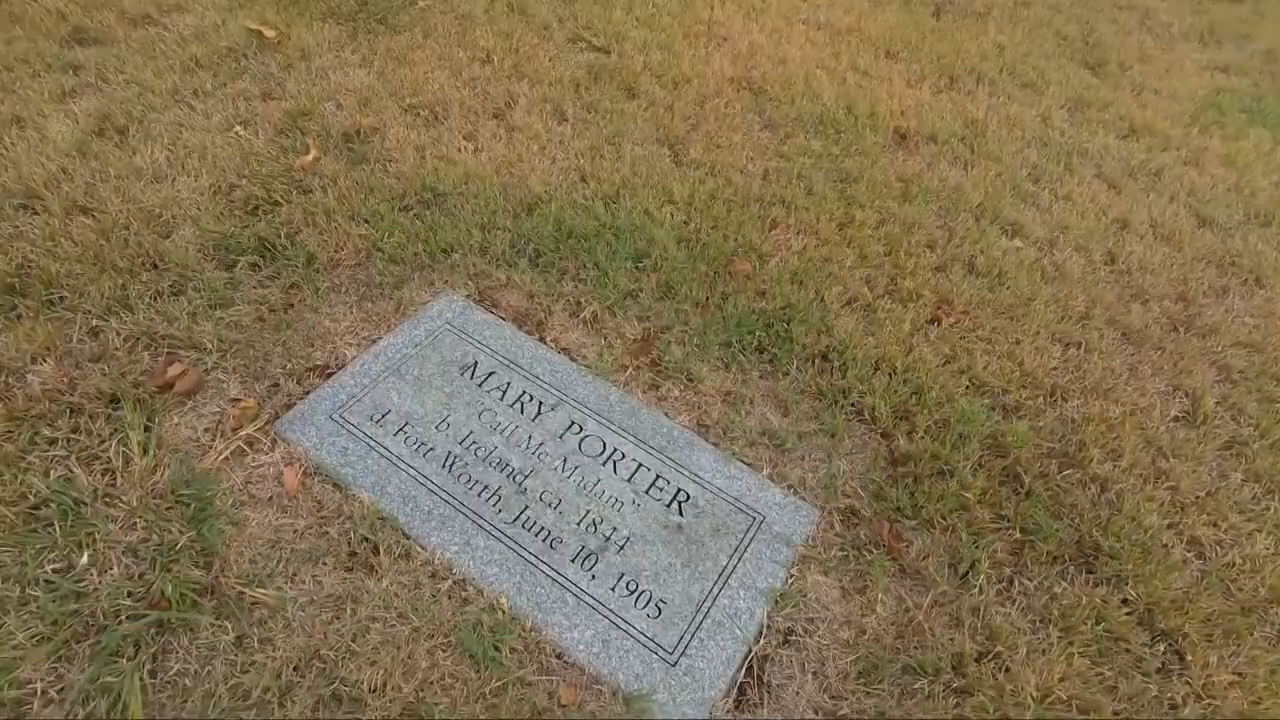 MARY PORTER
"Call Me Madam"
b. Ireland, ca. 1844
d. Fort Worth, June 10, 1905